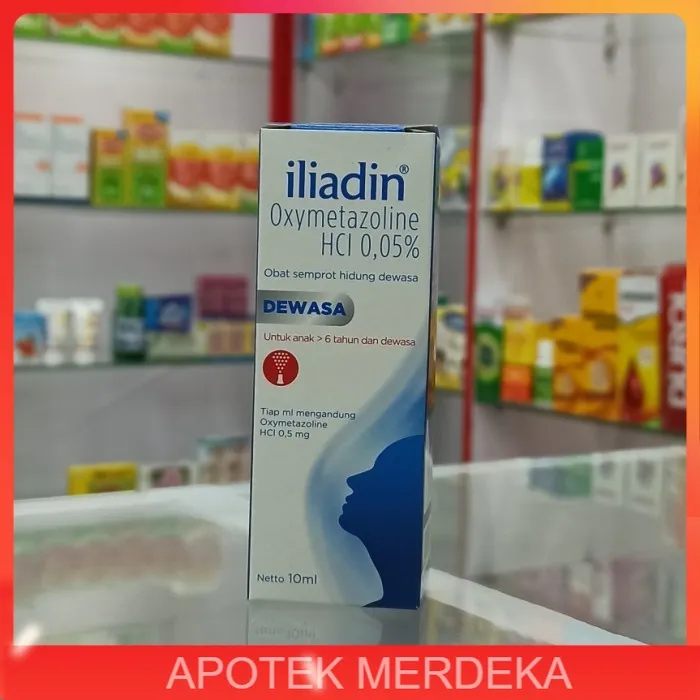 iliadin®
Oxymetazoline
HCl 0,05%
Obat semprot hidung dewasa
DEWASA
Untuk anak > 6 tahun dan dewasa
Tiap ml mengandung
Oxymetazoline
HCl 0,5 mg
Netto 10ml
APOTEK MERDEKA